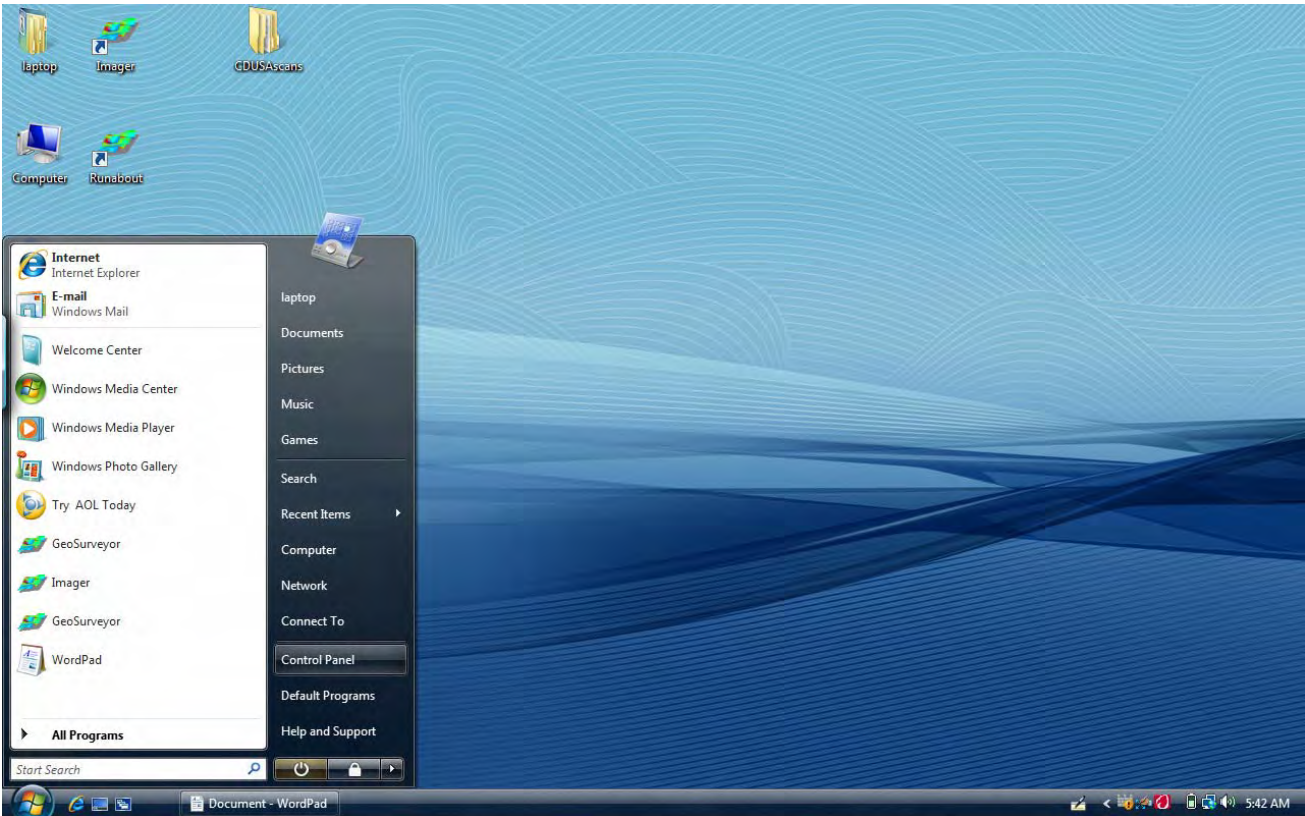 laptop
Imager
GDUSAscans
Computer
Runabout
Internet
Internet Explorer
E-mail
Windows Mail
Welcome Center
Windows Media Center
Windows Media Player
Windows Photo Gallery
Try AOL Today
GeoSurveyor
Imager
GeoSurveyor
WordPad
All Programs
Start Search
laptop
Documents
Pictures
Music
Games
Search
Recent Items
Computer
Network
Connect To
Control Panel
Default Programs
Help and Support
Document - WordPad
5:42 AM